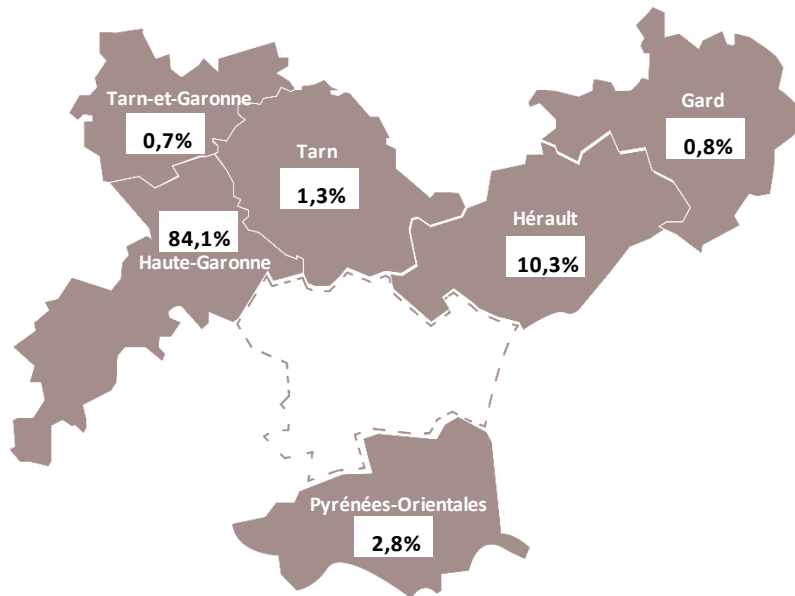 Tarn-et-Garonne
0,7%
Tarn
1,3%
Gard
0,8%
84,1%
Haute-Garonne
Hérault
10,3%
Pyrénées-Orientales
2,8%